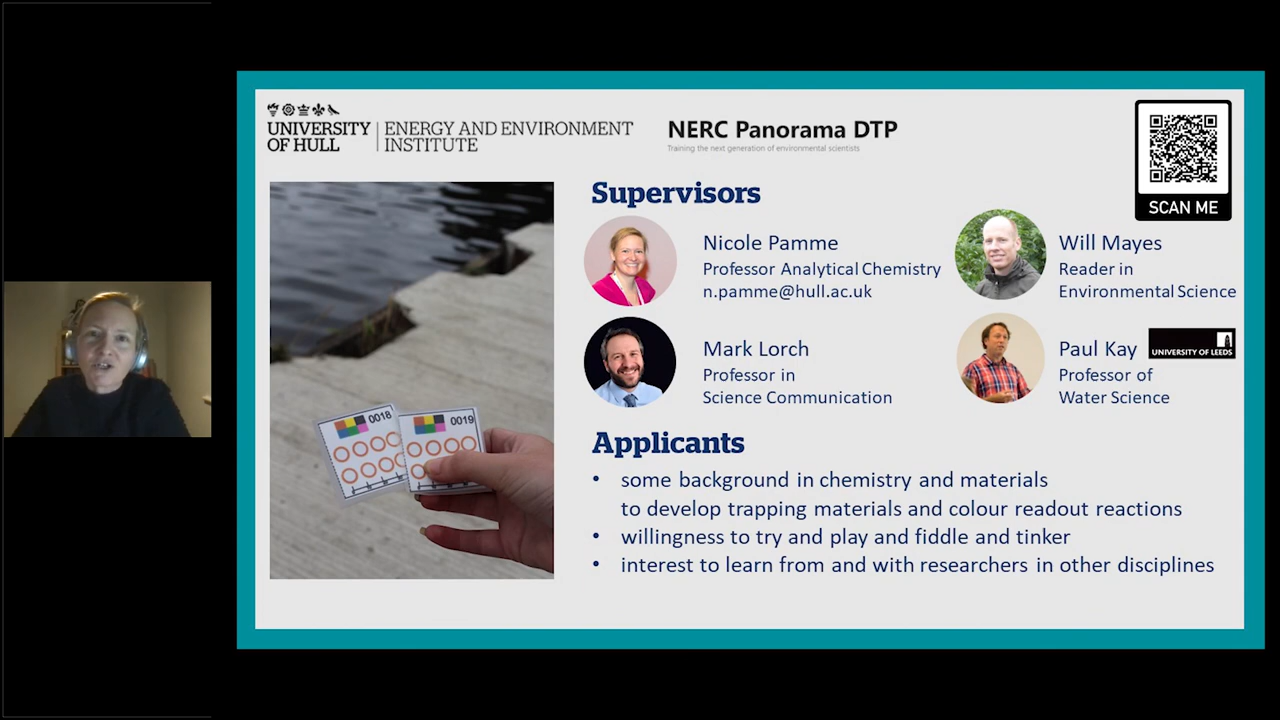 UNIVERSITY
OF HULL
ENERGY AND ENVIRONMENT
INSTITUTE
NERC Panorama DTP
Training the next generation of environmental scientists
SCAN ME
Supervisors
Nicole Pamme
Professor Analytical Chemistry
n.pamme@hull.ac.uk
Will Mayes
Reader in
Environmental Science
Mark Lorch
Professor in
Science Communication
Paul Kay
UNIVERSITY OF LEEDS
Professor of
Water Science
0018
0019
Applicants
• some background in chemistry and materials
to develop trapping materials and colour readout reactions
• willingness to try and play and fiddle and tinker
• interest to learn from and with researchers in other disciplines